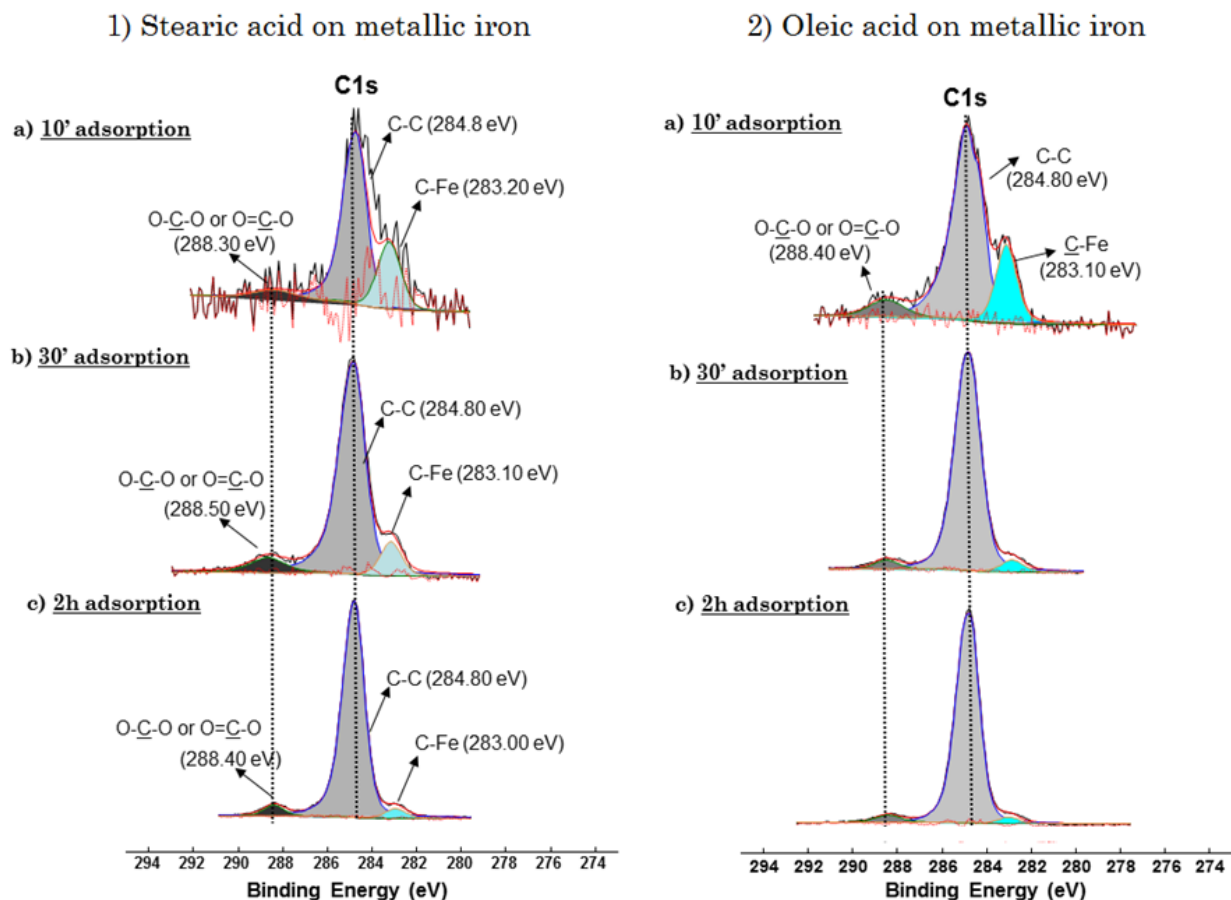 1) Stearic acid on metallic iron
C1s
a) 10’ adsorption
C-C (284.8 eV)
C-Fe (283.20 eV)
O-C-O or O=C-O
(288.30 eV)
b) 30’ adsorption
C-C (284.80 eV)
C-Fe (283.10 eV)
O-C-O or O=C-O
(288.50 eV)
c) 2h adsorption
C-C (284.80 eV)
O-C-O or O=C-O
(288.40 eV)
C-Fe (283.00 eV)
294 292 290 288 286 284 282 280 278
Binding Energy (eV)
2) Oleic acid on metallic iron
C1s
a) 10’ adsorption
C-C
(284.80 eV)
O-C-O or O=C-O
(288.40 eV)
C-Fe
(283.10 eV)
b) 30’ adsorption
c) 2h adsorption
294 292 290 288 286 284 282 280 278 276 274
Binding Energy (eV)